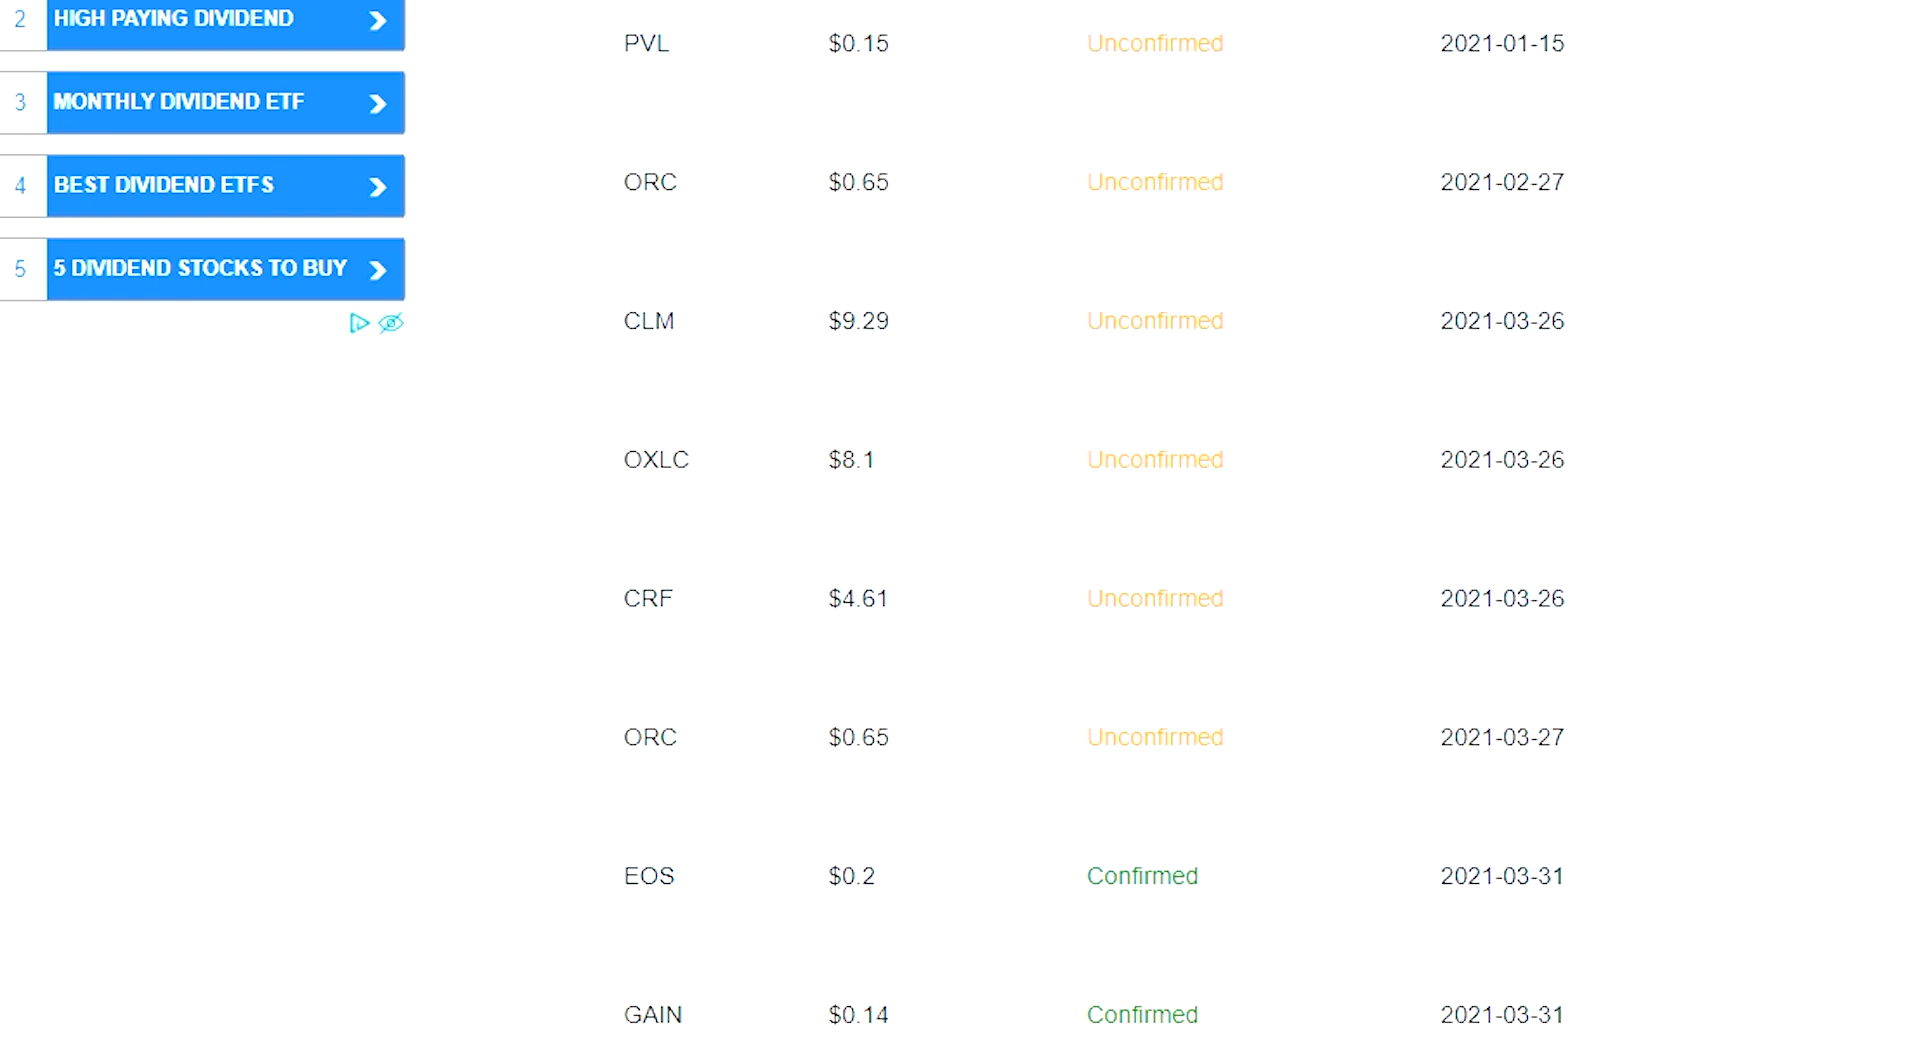 2 HIGH PAYING DIVIDEND
3 MONTHLY DIVIDEND ETF
4 BEST DIVIDEND ETFS
5 5 DIVIDEND STOCKS TO BUY
PVL $0.15 Unconfirmed 2021-01-15
ORC $0.65 Unconfirmed 2021-02-27
CLM $9.29 Unconfirmed 2021-03-26
OXLC $8.1 Unconfirmed 2021-03-26
CRF $4.61 Unconfirmed 2021-03-26
ORC $0.65 Unconfirmed 2021-03-27
EOS $0.2 Confirmed 2021-03-31
GAIN $0.14 Confirmed 2021-03-31